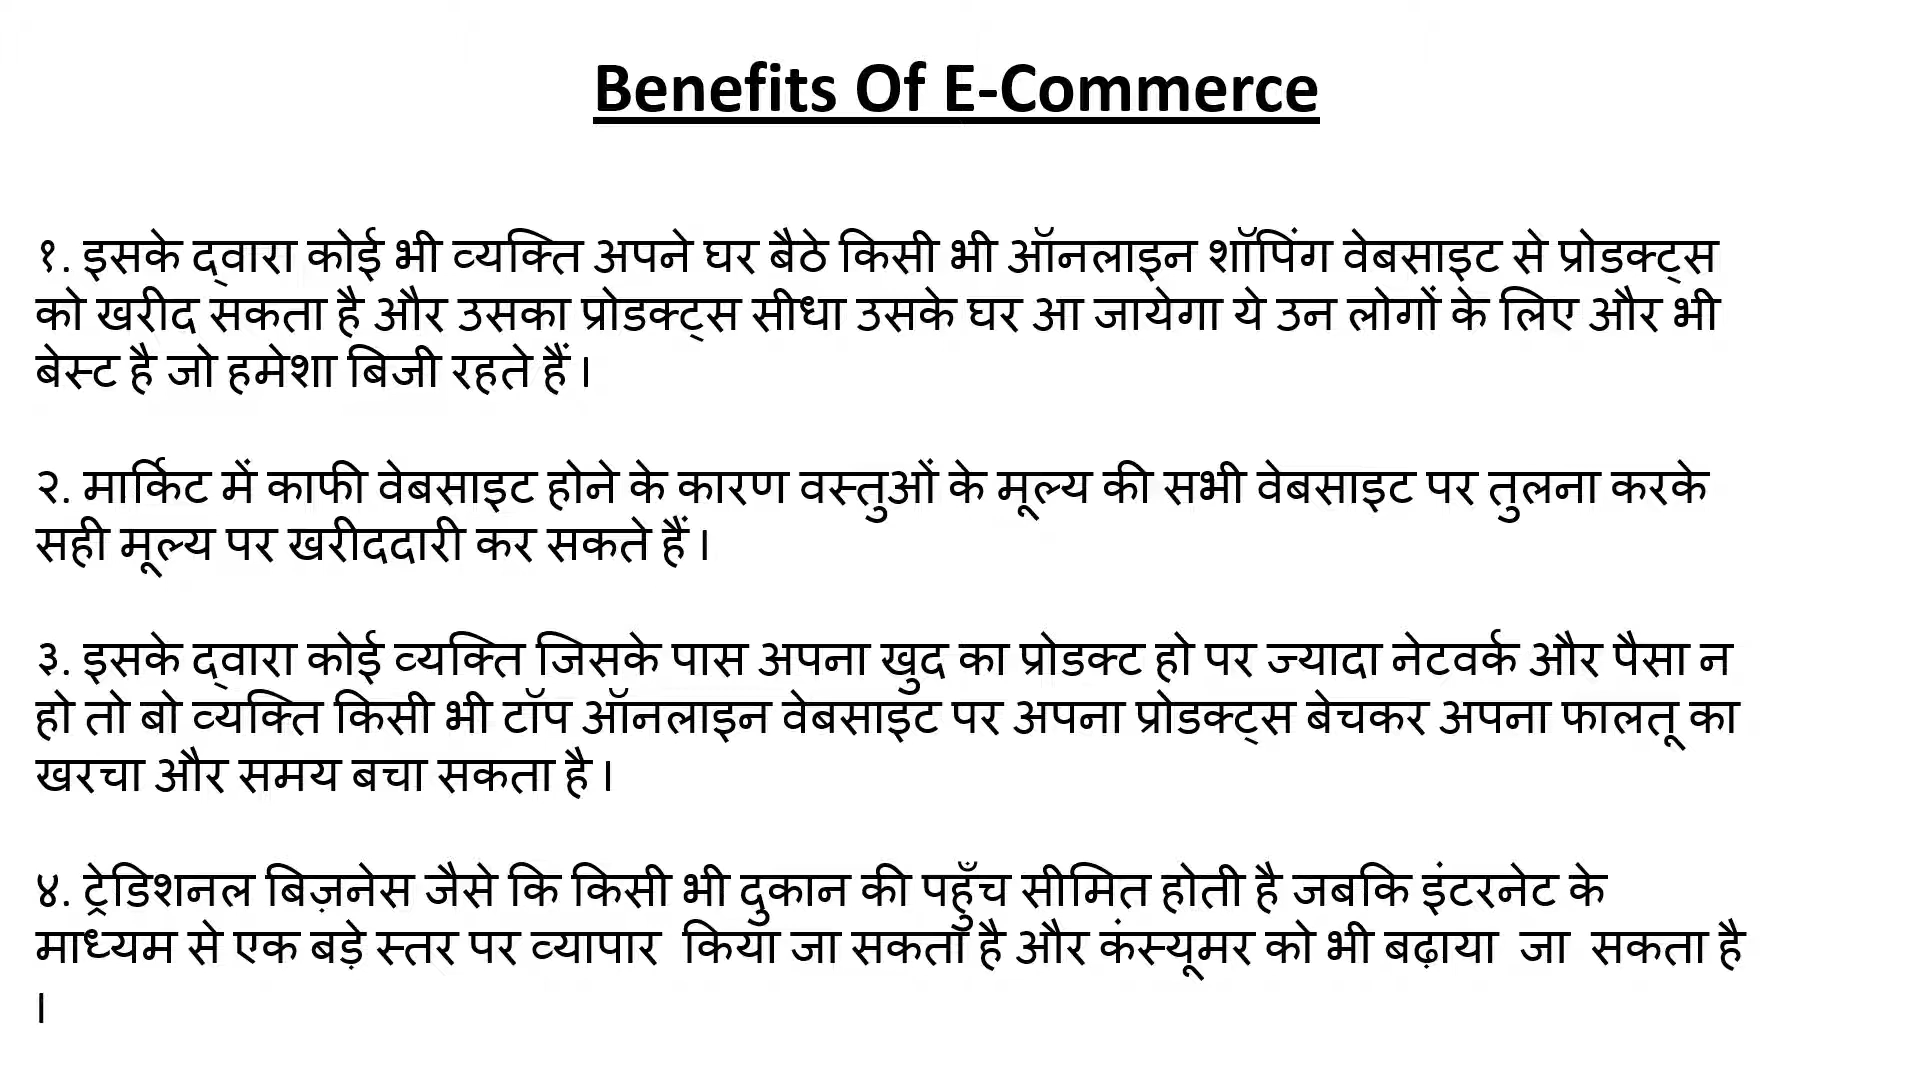 Benefits Of E-Commerce
१. इसके द्वारा कोई भी व्यक्ति अपने घर बैठे किसी भी ऑनलाइन शॉपिंग वेबसाइट से प्रोडक्ट्स
को खरीद सकता है और उसका प्रोडक्ट्स सीधा उसके घर आ जायेगा ये उन लोगों के लिए और भी
बेस्ट है जो हमेशा बिजी रहते हैं ।
२. मार्किट में काफी वेबसाइट होने के कारण वस्तुओं के मूल्य की सभी वेबसाइट पर तुलना करके
सही मूल्य पर खरीददारी कर सकते हैं ।
३. इसके द्वारा कोई व्यक्ति जिसके पास अपना खुद का प्रोडक्ट हो पर ज्यादा नेटवर्क और पैसा न
हो तो बो व्यक्ति किसी भी टॉप ऑनलाइन वेबसाइट पर अपना प्रोडक्ट्स बेचकर अपना फालतू का
खरचा और समय बचा सकता है ।
४. ट्रेडिशनल बिज़नेस जैसे कि किसी भी दुकान की पहुँच सीमित होती है जबकि इंटरनेट के
माध्यम से एक बड़े स्तर पर व्यापार किया जा सकता है और कंस्यूमर को भी बढ़ाया जा सकता है
।